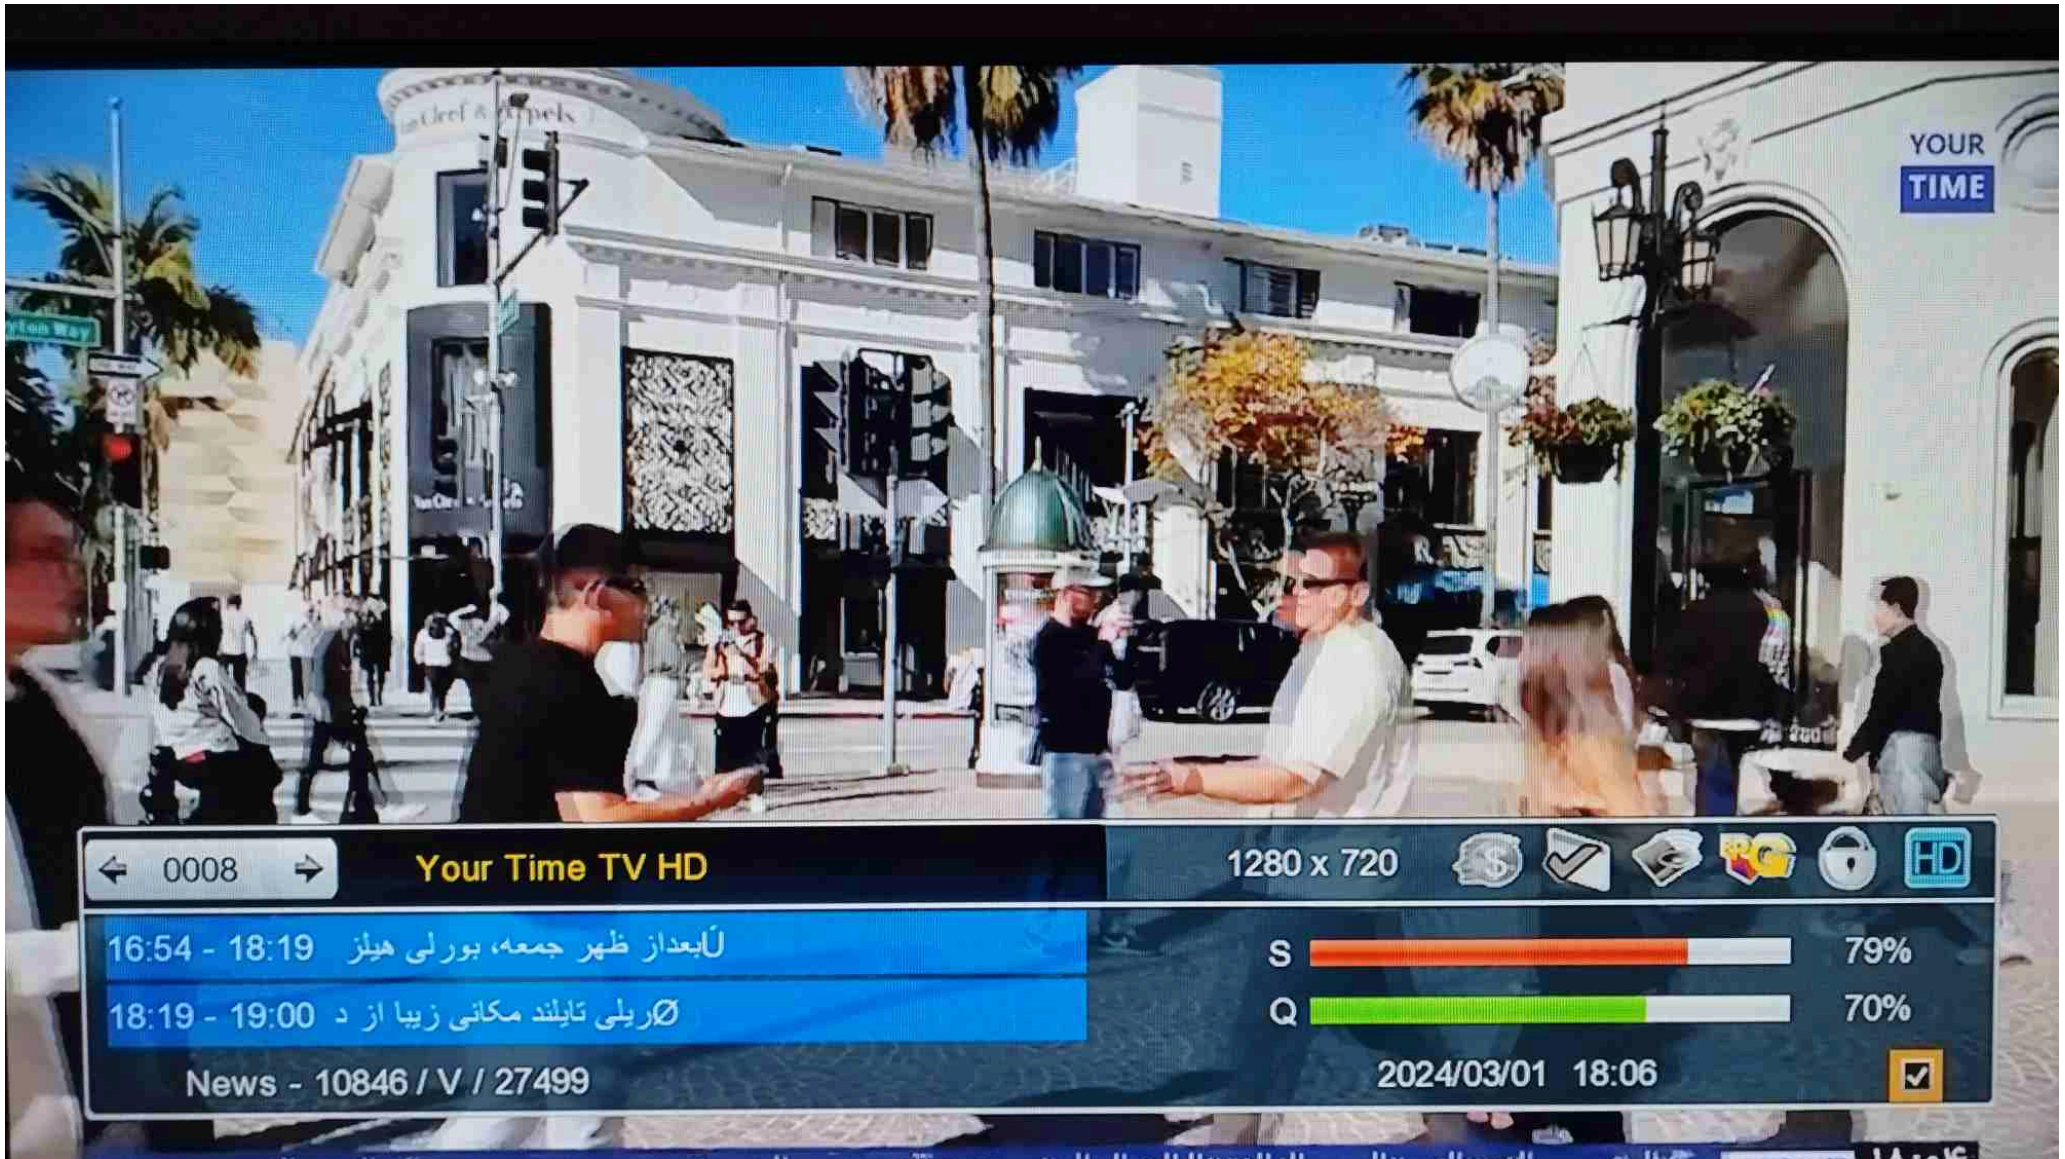 YOUR
TIME
Way
0008
Your Time TV HD
1280 x 720
HD
16:54 - 18:19 بعداز ظهر جمعه، بورلی هیلز
S 79%
18:19 - 19:00 ریلی تایلند مکانی زیبا از د
Q 70%
News - 10846 / V / 27499
2024/03/01 18:06